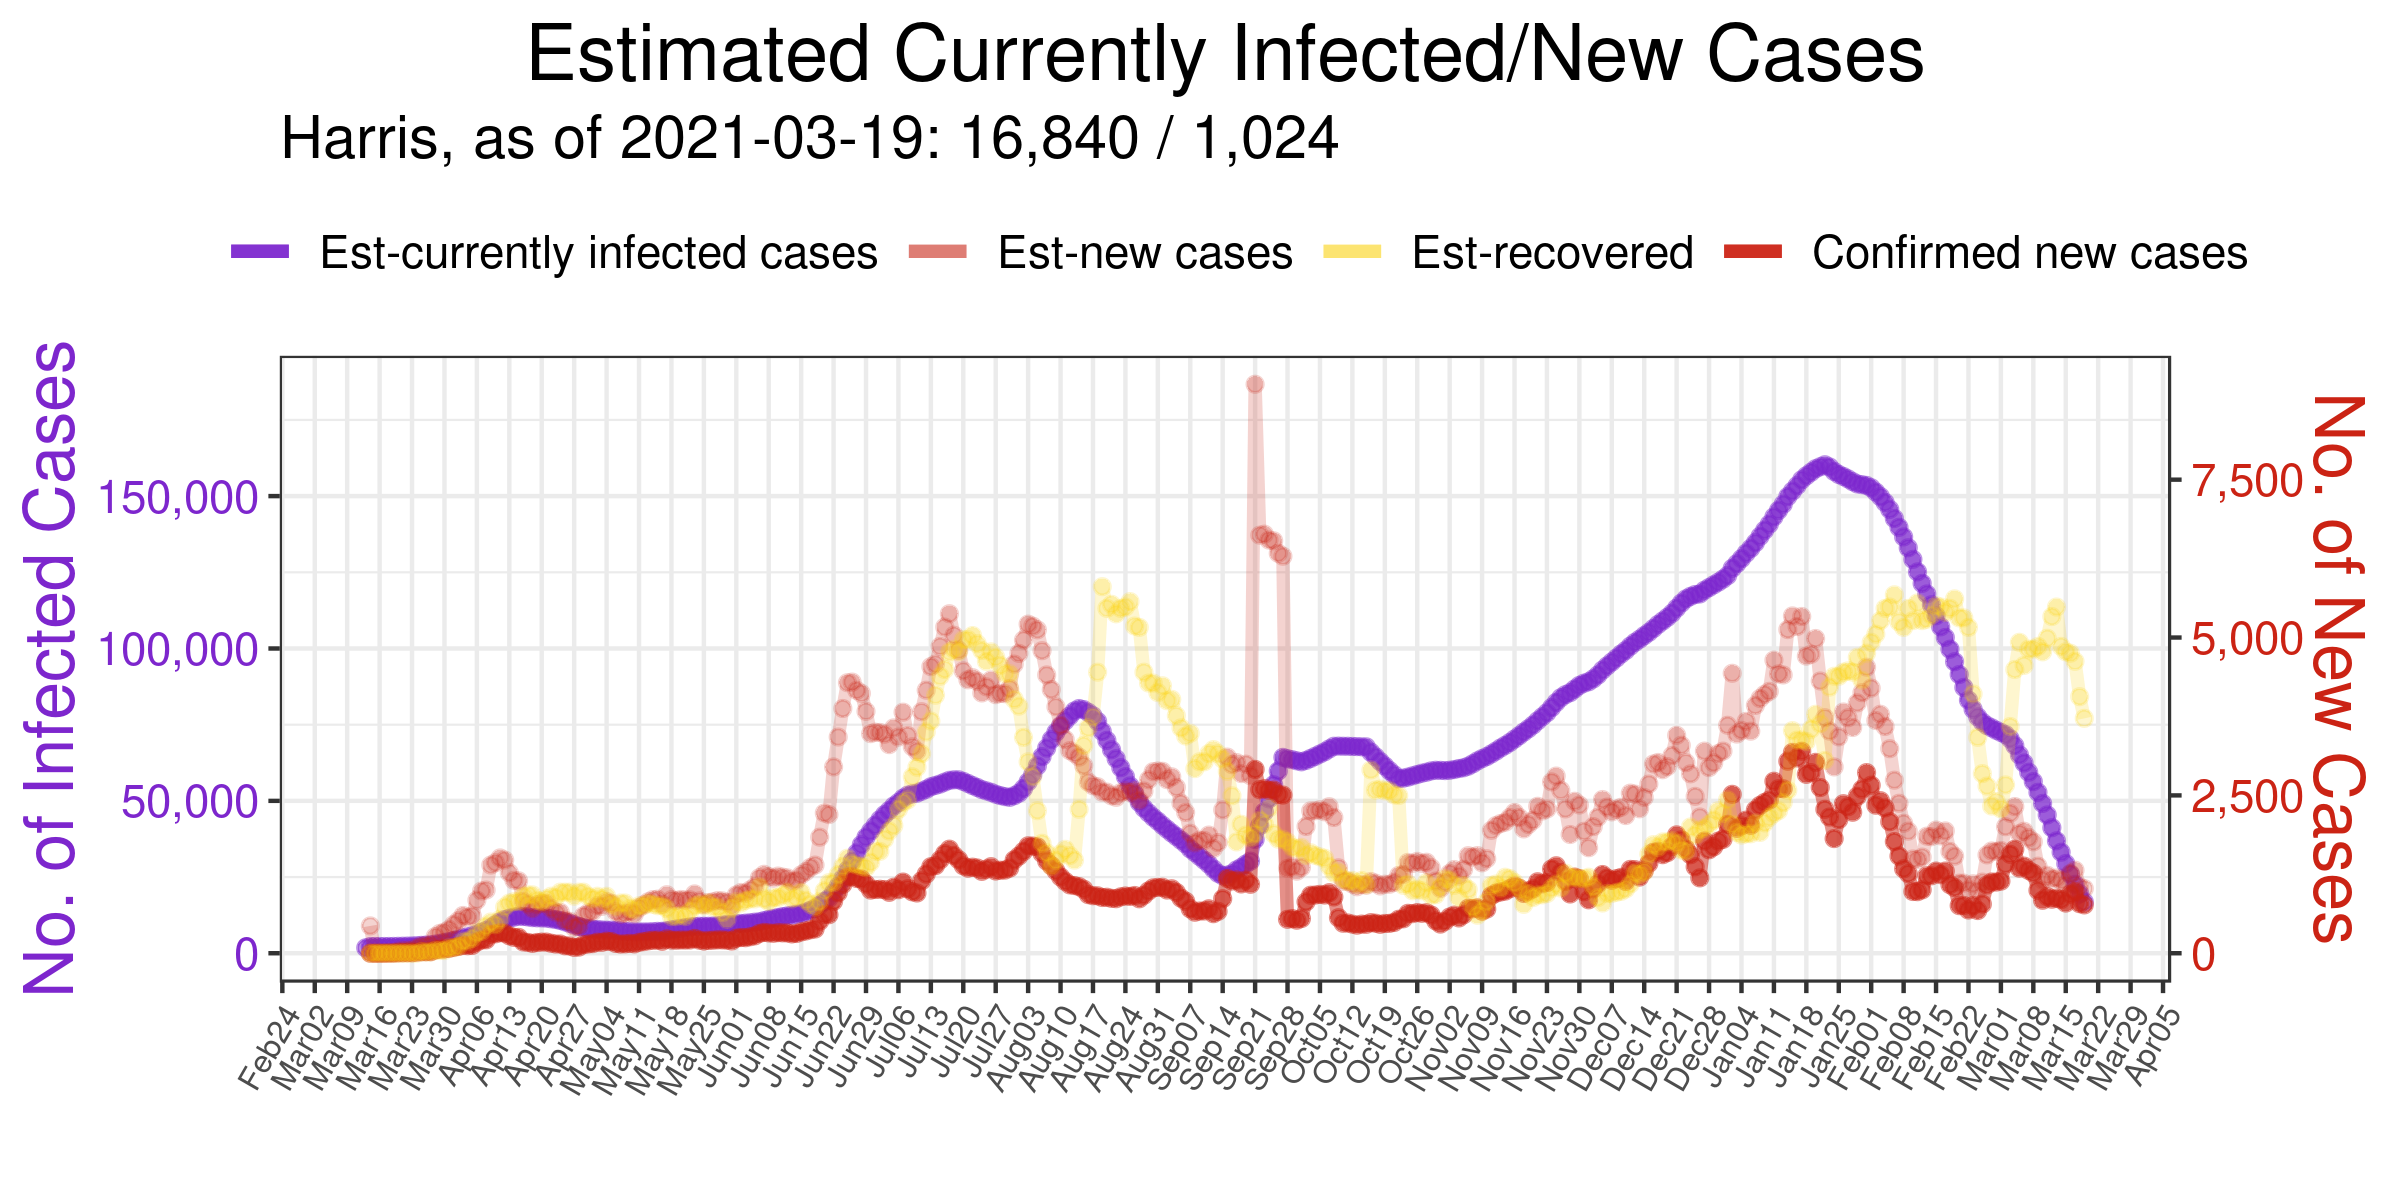 Estimated Currently Infected/New Cases
Harris, as of 2021-03-19: 16,840 / 1,024
Est-currently infected cases
Est-new cases
Est-recovered
Confirmed new cases
No. of Infected Cases
150,000
100,000
50,000
0
7,500
5,000
2,500
0
No. of New Cases
Feb24
Mar02
Mar09
Mar16
Mar23
Mar30
Apr06
Apr13
Apr20
Apr27
May04
May11
May18
May25
Jun01
Jun08
Jun15
Jun22
Jun29
Jul06
Jul13
Jul20
Jul27
Aug03
Aug10
Aug17
Aug24
Aug31
Sep07
Sep14
Sep21
Sep28
Oct05
Oct12
Oct19
Oct26
Nov02
Nov09
Nov16
Nov23
Nov30
Dec07
Dec14
Dec21
Dec28
Jan04
Jan11
Jan18
Jan25
Feb01
Feb08
Feb15
Feb22
Mar01
Mar08
Mar15
Mar22
Mar29
Apr05